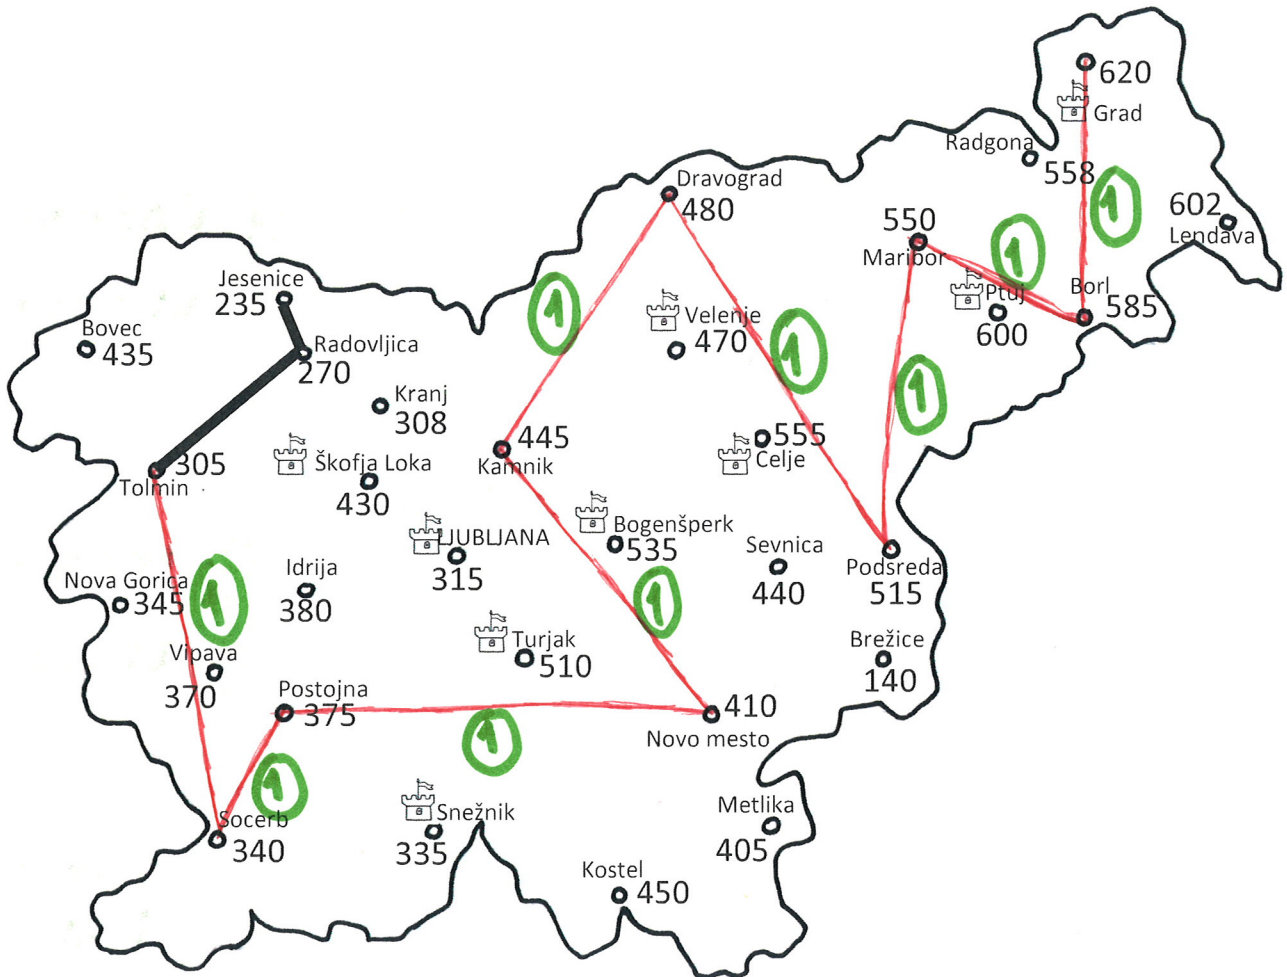 620
Grad
Radgona
558
1
602
Lendava
Dravograd
480
550
Maribor
1
Ptuj
600
Borl
585
Jesenice
235
Bovec
435
Radovljica
270
1
Velenje
470
1
Kranj
308
1
305
Tolmin
Škofja Loka
430
445
Kamnik
555
Celje
LJUBLJANA
315
Bogenšperk
535
Sevnica
440
Podsreda
515
Nova Gorica
345
1
Idrija
380
1
Vipava
370
Turjak
510
Brežice
140
Postojna
375
1
410
Novo mesto
1
Socerb
340
Snežnik
335
Metlika
405
Kostel
450